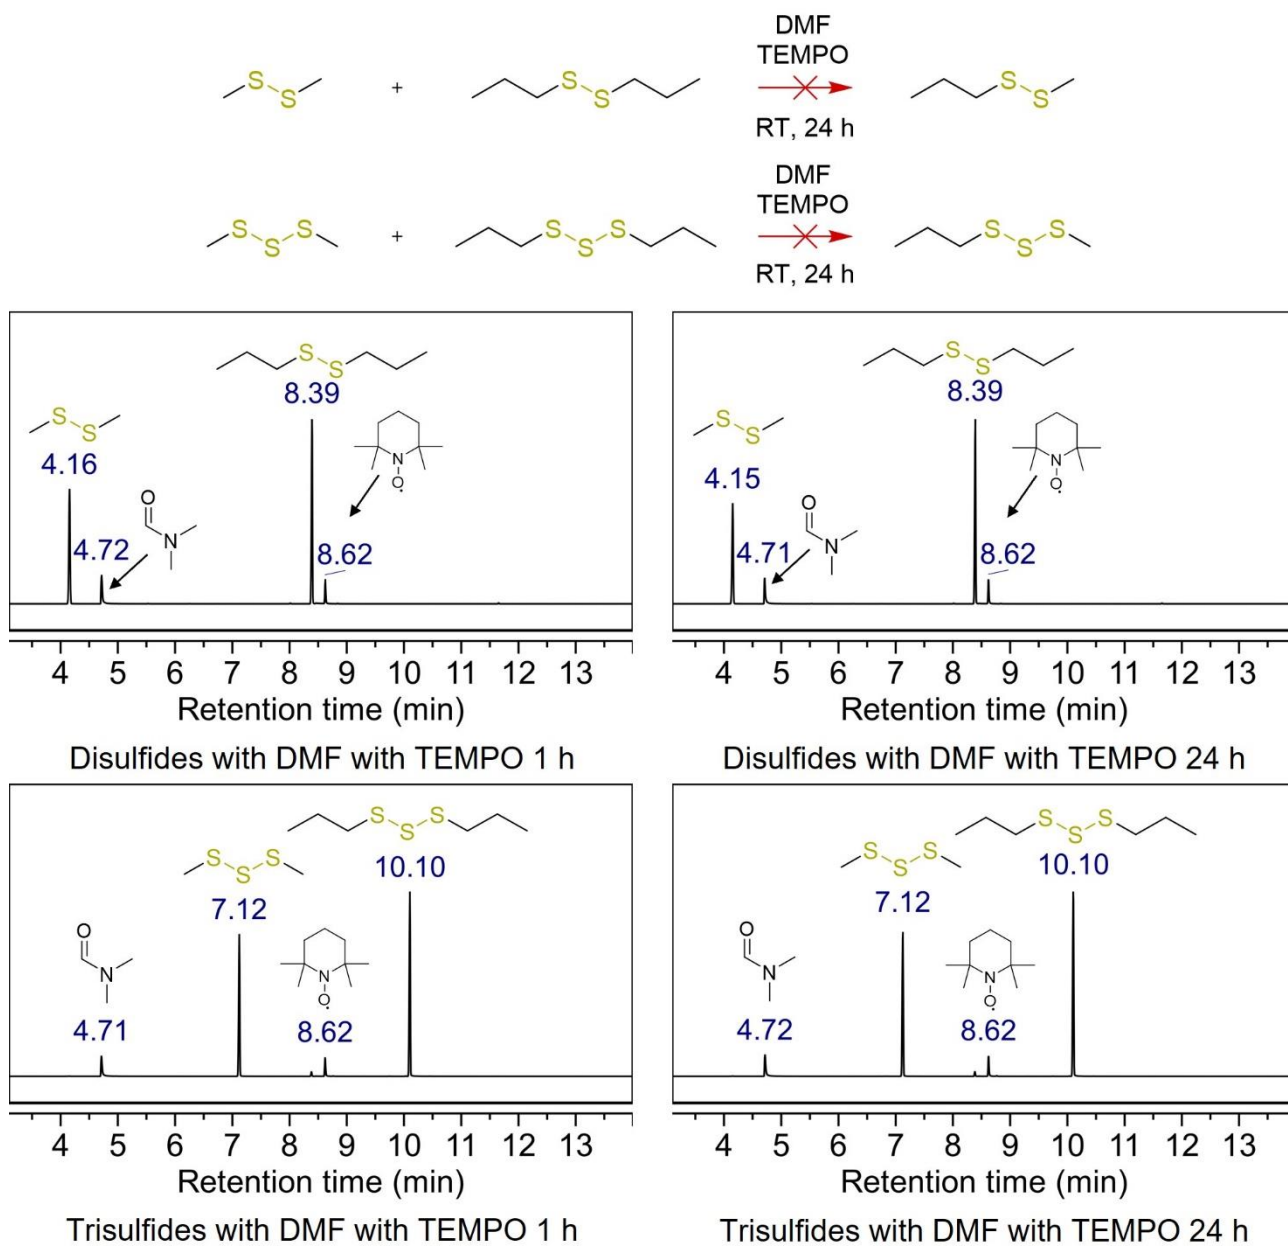 DMF
TEMPO
S S + S S S S
RT, 24 h
DMF
TEMPO
S S S + S S S S S S
RT, 24 h
S S
8.39
S S
4.16
O
N
4.72
N
O·
8.62
4 5 6 7 8 9 10 11 12 13
Retention time (min)
Disulfides with DMF with TEMPO 1 h
S S
8.39
S S
4.15
O
N
4.71
N
O·
8.62
4 5 6 7 8 9 10 11 12 13
Retention time (min)
Disulfides with DMF with TEMPO 24 h
S S S
10.10
S S S
7.12
O
N
4.71
N
O·
8.62
4 5 6 7 8 9 10 11 12 13
Retention time (min)
Trisulfides with DMF with TEMPO 1 h
S S S
10.10
S S S
7.12
O
N
4.72
N
O·
8.62
4 5 6 7 8 9 10 11 12 13
Retention time (min)
Trisulfides with DMF with TEMPO 24 h